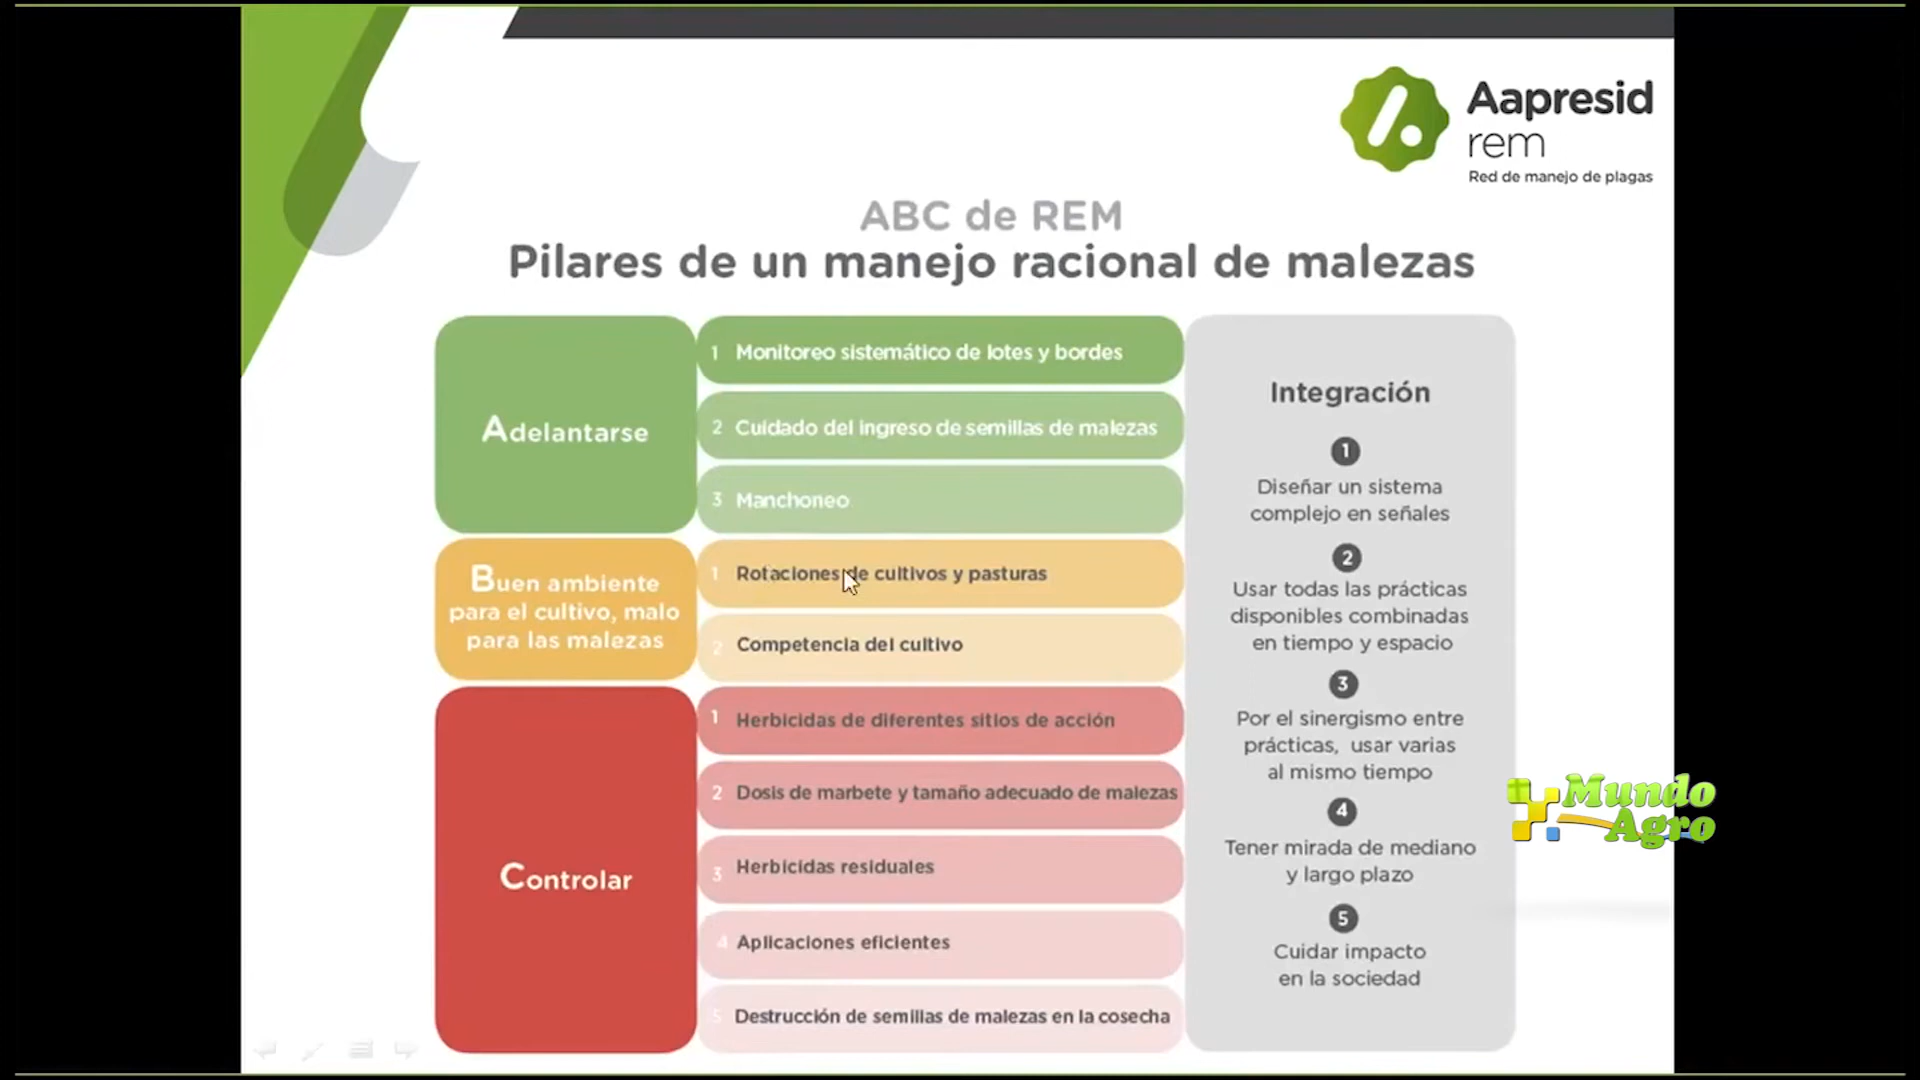 Aapresid
rem
Red de manejo de plagas
ABC de REM
Pilares de un manejo racional de malezas
Adelantarse
1 Monitoreo sistemático de lotes y bordes
2 Cuidado del ingreso de semillas de malezas
3 Manchoneo
Buen ambiente
para el cultivo, malo
para las malezas
1 Rotaciones de cultivos y pasturas
2 Competencia del cultivo
Controlar
1 Herbicidas de diferentes sitios de acción
2 Dosis de marbete y tamaño adecuado de malezas
3 Herbicidas residuales
4 Aplicaciones eficientes
5 Destrucción de semillas de malezas en la cosecha
Integración
1
Diseñar un sistema
complejo en señales
2
Usar todas las prácticas
disponibles combinadas
en tiempo y espacio
3
Por el sinergismo entre
prácticas, usar varias
al mismo tiempo
4
Tener mirada de mediano
y largo plazo
5
Cuidar impacto
en la sociedad
Mundo
Agro